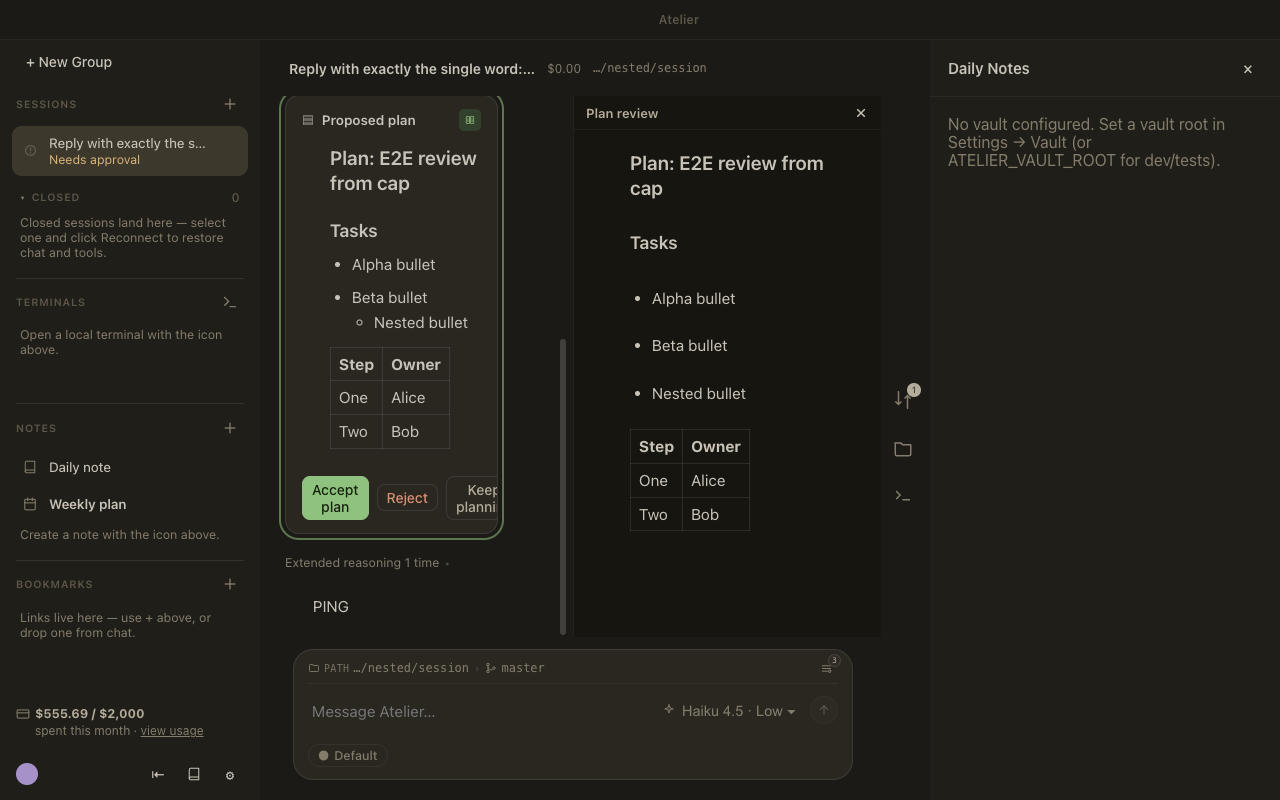 Atelier
+ New Group
SESSIONS
Reply with exactly the s...
Needs approval
CLOSED 0
Closed sessions land here — select
one and click Reconnect to restore
chat and tools.
TERMINALS
Open a local terminal with the icon
above.
NOTES
Daily note
Weekly plan
Create a note with the icon above.
BOOKMARKS
Links live here — use + above, or
drop one from chat.
$555.69 / $2,000
spent this month · view usage
Reply with exactly the single word:... $0.00 …/nested/session
Proposed plan
Plan: E2E review
from cap
Tasks
• Alpha bullet
• Beta bullet
Nested bullet
Step Owner
One Alice
Two Bob
Accept
plan
Reject
Keep
planni
Extended reasoning 1 time
PING
Plan review
Plan: E2E review from
cap
Tasks
• Alpha bullet
• Beta bullet
• Nested bullet
Step Owner
One Alice
Two Bob
1
PATH …/nested/session › master
3
Message Atelier...
Haiku 4.5 · Low
Default
Daily Notes
No vault configured. Set a vault root in
Settings → Vault (or
ATELIER_VAULT_ROOT for dev/tests).